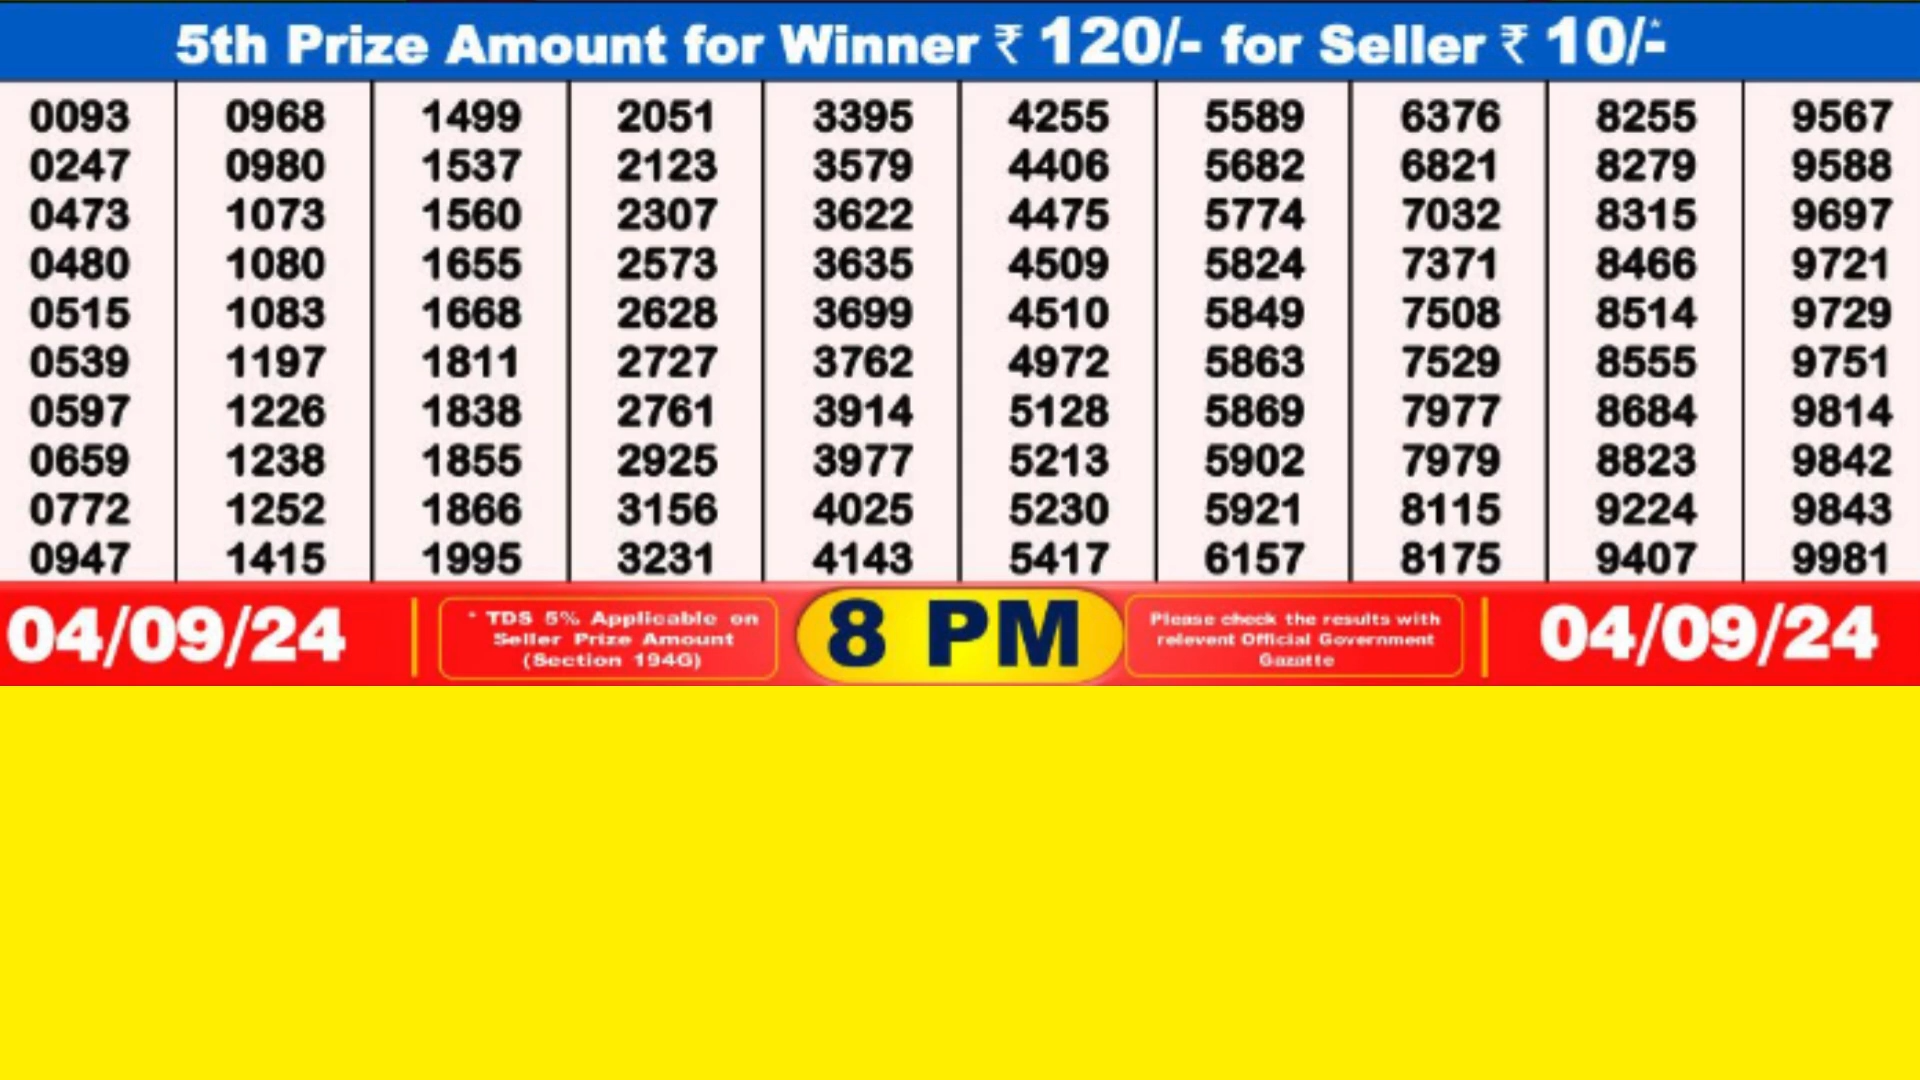 5th Prize Amount for Winner ₹ 120/- for Seller ₹ 10/-*
0093 0968 1499 2051 3395 4255 5589 6376 8255 9567
0247 0980 1537 2123 3579 4406 5682 6821 8279 9588
0473 1073 1560 2307 3622 4475 5774 7032 8315 9697
0480 1080 1655 2573 3635 4509 5824 7371 8466 9721
0515 1083 1668 2628 3699 4510 5849 7508 8514 9729
0539 1197 1811 2727 3762 4972 5863 7529 8555 9751
0597 1226 1838 2761 3914 5128 5869 7977 8684 9814
0659 1238 1855 2925 3977 5213 5902 7979 8823 9842
0772 1252 1866 3156 4025 5230 5921 8115 9224 9843
0947 1415 1995 3231 4143 5417 6157 8175 9407 9981
04/09/24
* TDS 5% Applicable on
Seller Prize Amount
(Section 194G)
8 PM
Please check the results with
relevent Official Government
Gazatte
04/09/24